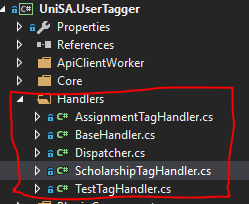 C# UniSA.UserTagger
Properties
References
ApiClientWorker
Core
Handlers
C# AssignmentTagHandler.cs
C# BaseHandler.cs
C# Dispatcher.cs
C# ScholarshipTagHandler.cs
C# TestTagHandler.cs